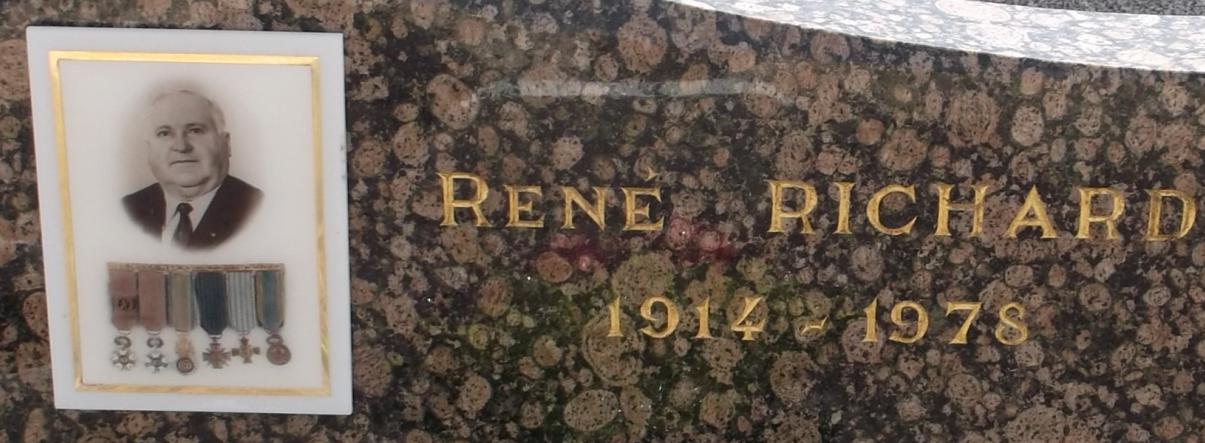 RENÉ RICHARD
1914 - 1978